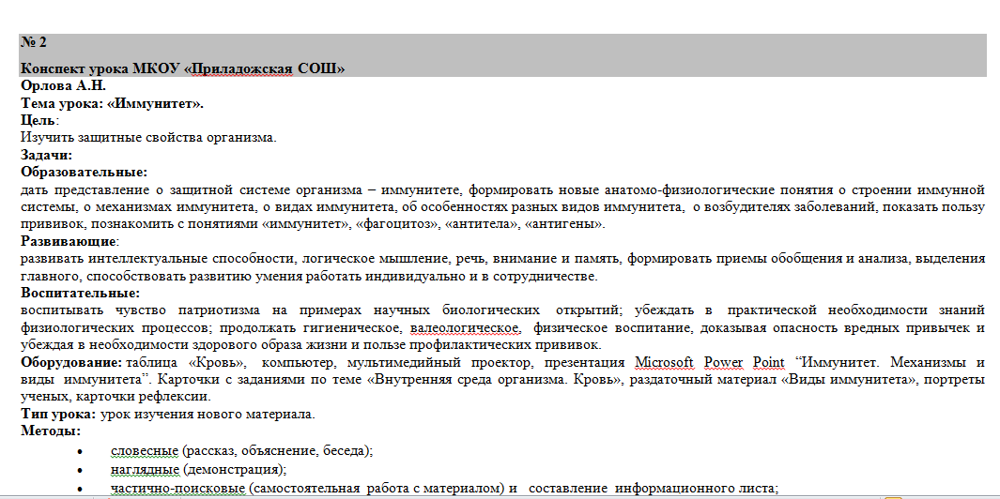 № 2
Конспект урока МКОУ «Приладожская СОШ»
Орлова А.Н.
Тема урока: «Иммунитет».
Цель:
Изучить защитные свойства организма.
Задачи:
Образовательные:
дать представление о защитной системе организма – иммунитете, формировать новые анатомо-физиологические понятия о строении иммунной
системы, о механизмах иммунитета, о видах иммунитета, об особенностях разных видов иммунитета, о возбудителях заболеваний, показать пользу
прививок, познакомить с понятиями «иммунитет», «фагоцитоз», «антитела», «антигены».
Развивающие:
развивать интеллектуальные способности, логическое мышление, речь, внимание и память, формировать приемы обобщения и анализа, выделения
главного, способствовать развитию умения работать индивидуально и в сотрудничестве.
Воспитательные:
воспитывать чувство патриотизма на примерах научных биологических открытий; убеждать в практической необходимости знаний
физиологических процессов; продолжать гигиеническое, валеологическое, физическое воспитание, доказывая опасность вредных привычек и
убеждая в необходимости здорового образа жизни и пользе профилактических прививок.
Оборудование: таблица «Кровь», компьютер, мультимедийный проектор, презентация Microsoft Power Point “Иммунитет. Механизмы и
виды иммунитета”. Карточки с заданиями по теме «Внутренняя среда организма. Кровь», раздаточный материал «Виды иммунитета», портреты
ученых, карточки рефлексии.
Тип урока: урок изучения нового материала.
Методы:
• словесные (рассказ, объяснение, беседа);
• наглядные (демонстрация);
• частично-поисковые (самостоятельная работа с материалом) и составление информационного листа;